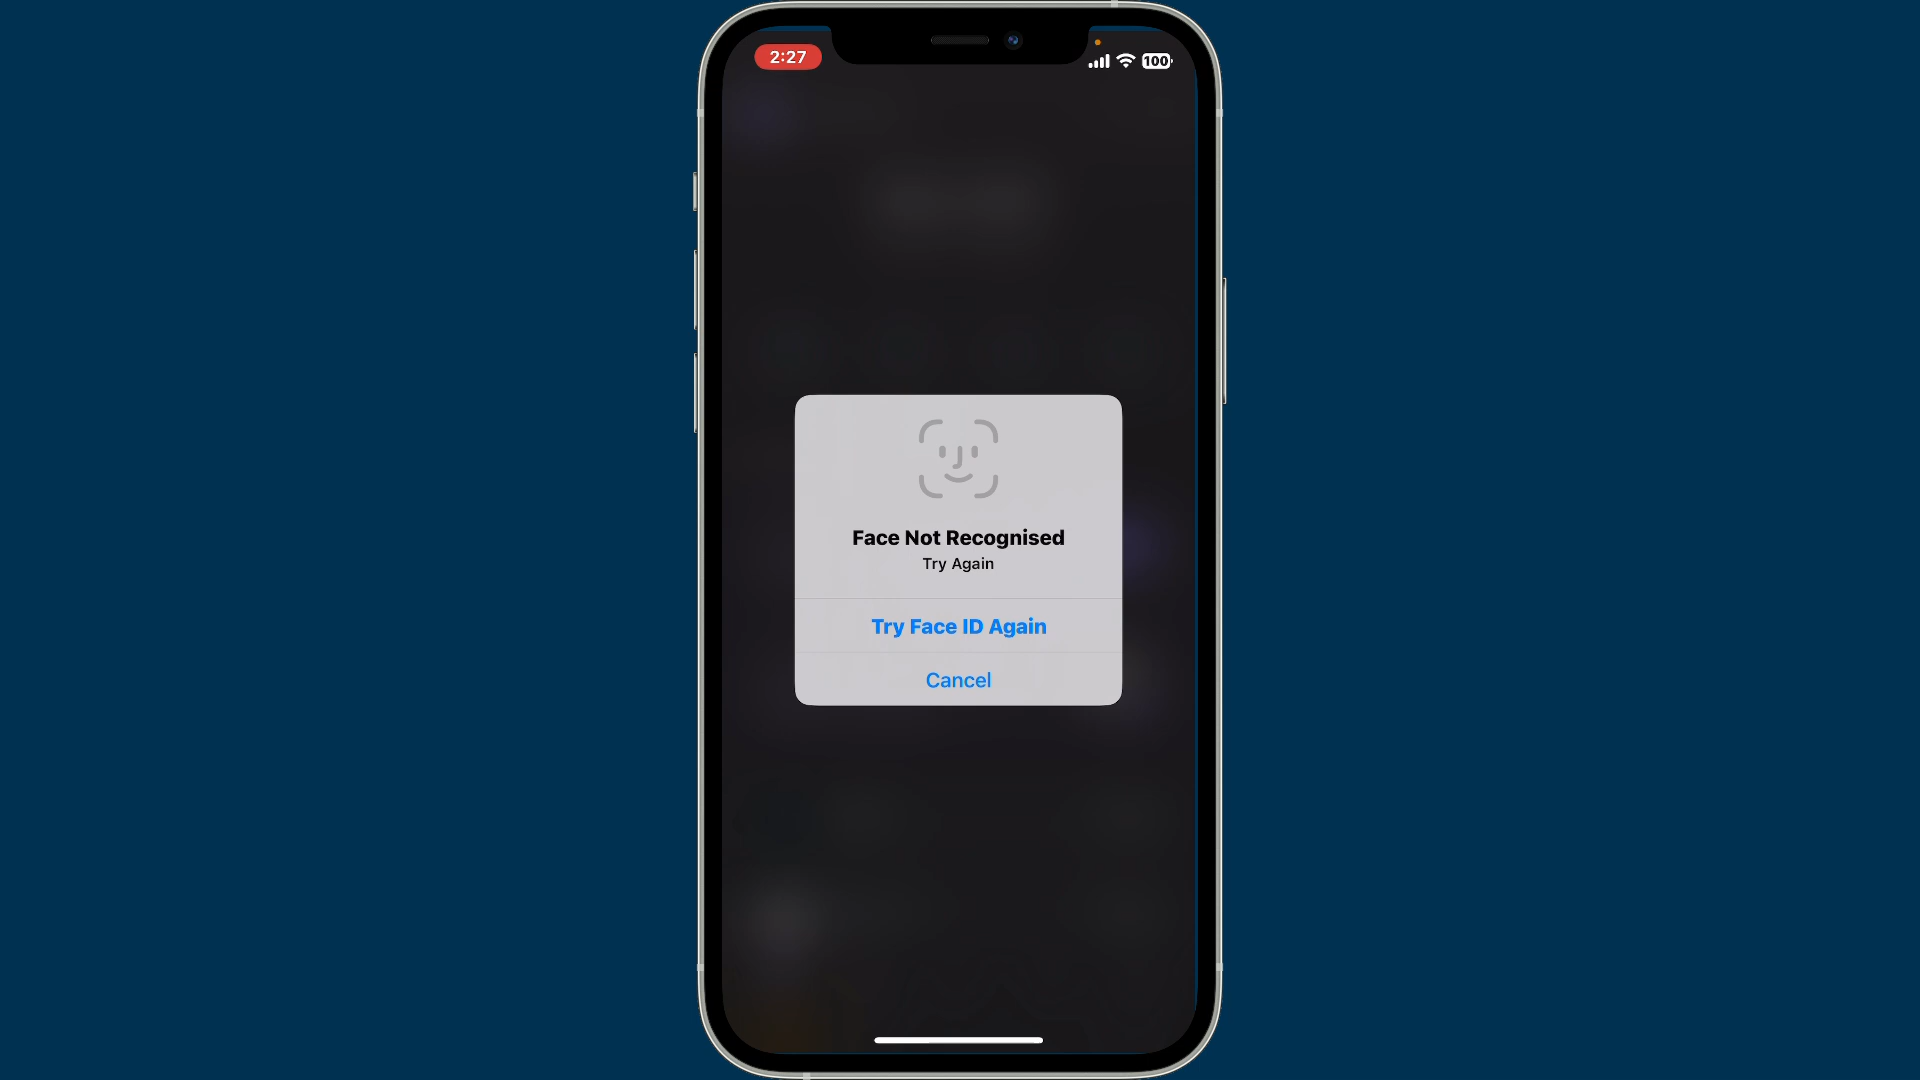 2:27
100
Face Not Recognised
Try Again
Try Face ID Again
Cancel